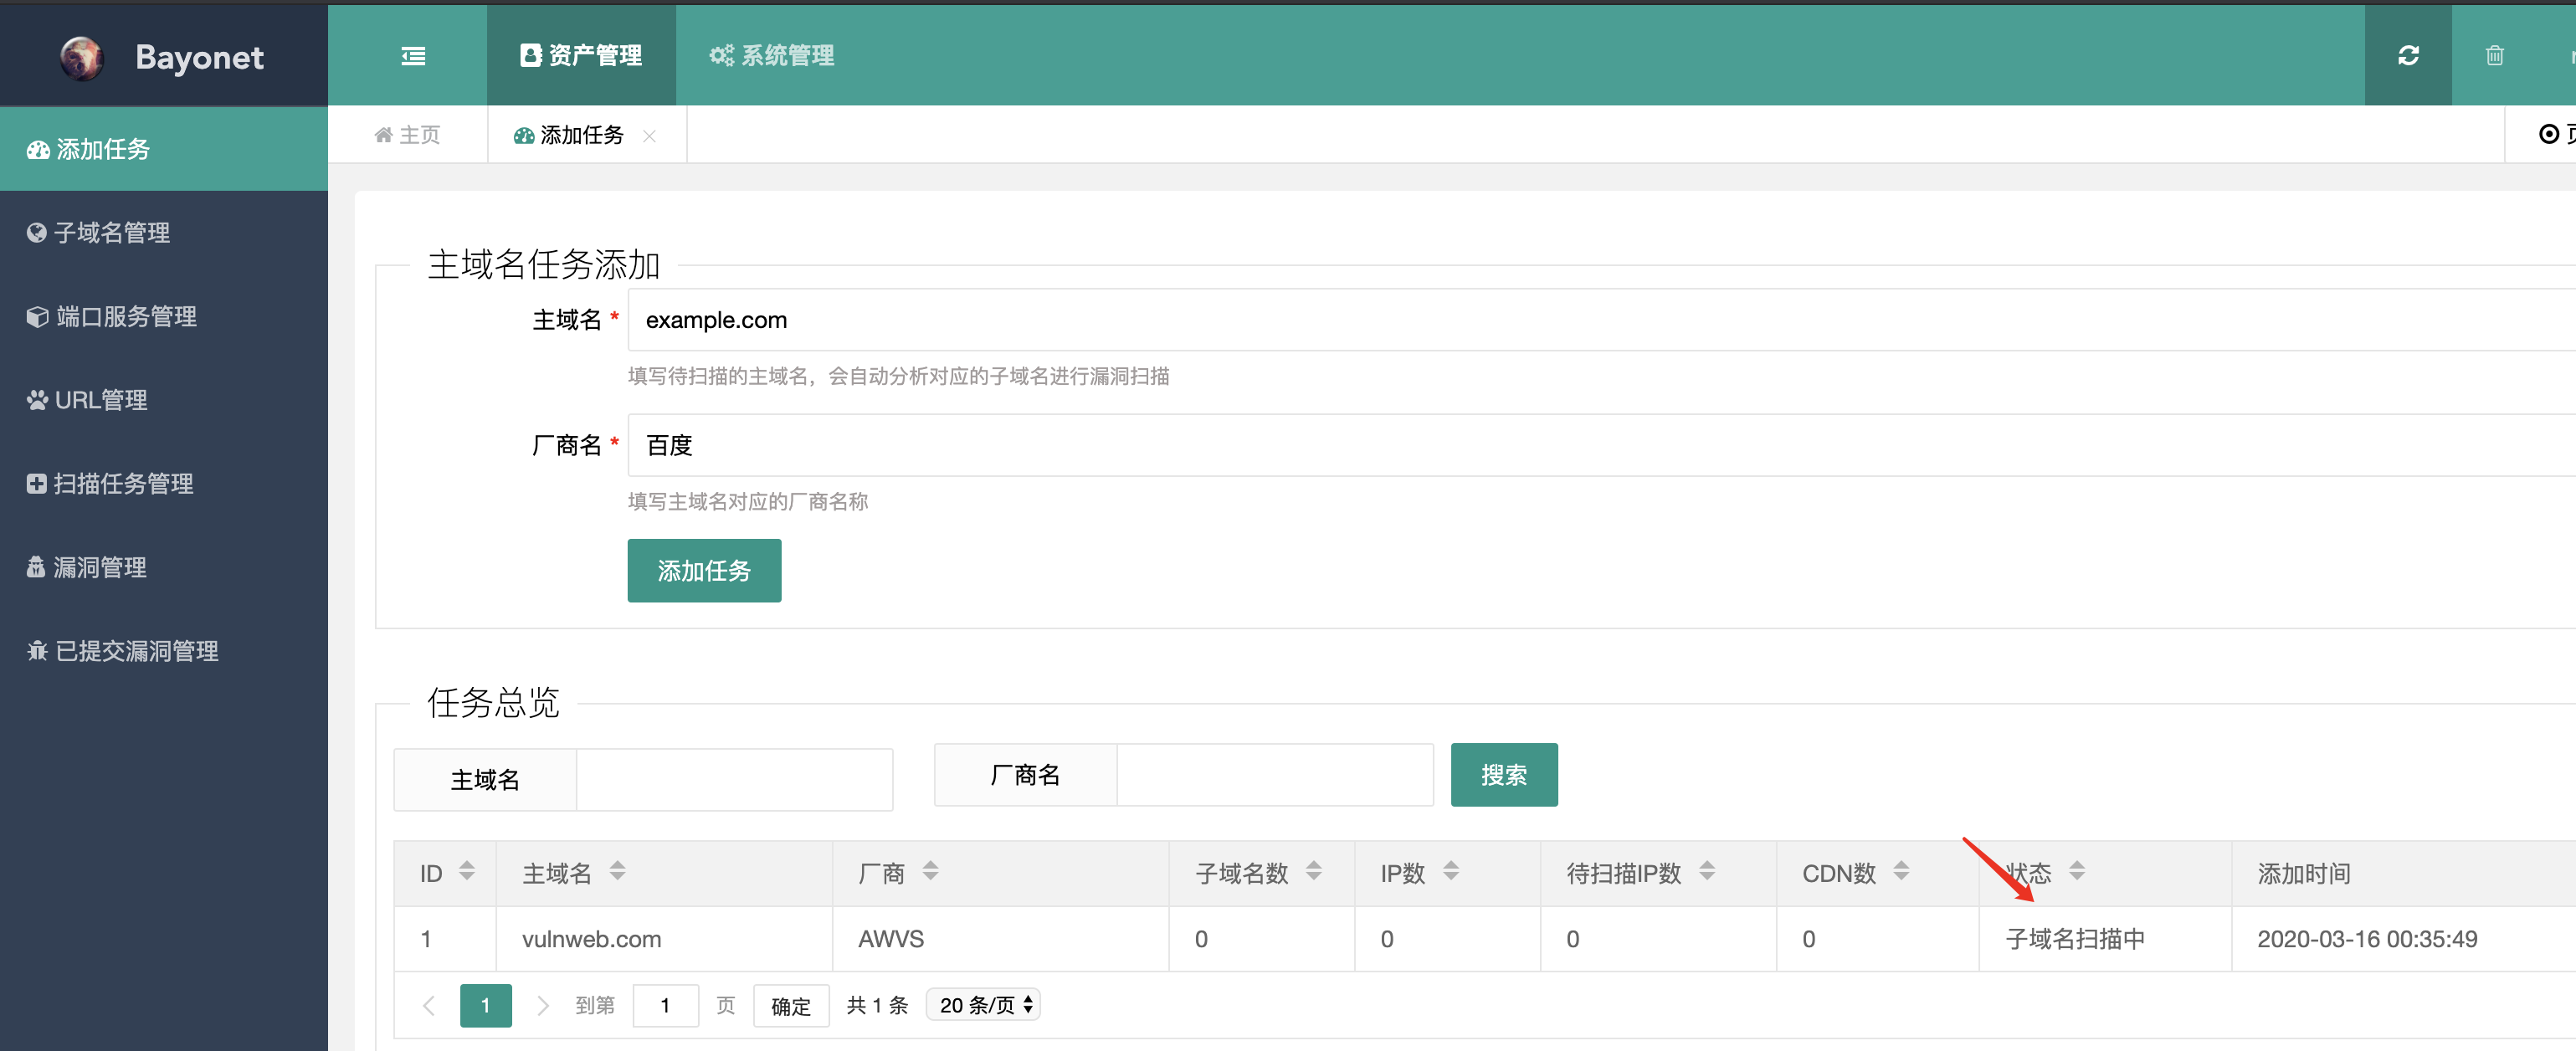 Bayonet
资产管理
系统管理
添加任务
子域名管理
端口服务管理
URL管理
扫描任务管理
漏洞管理
已提交漏洞管理
主页
添加任务
主域名任务添加
主域名 * example.com
填写待扫描的主域名，会自动分析对应的子域名进行漏洞扫描
厂商名 * 百度
填写主域名对应的厂商名称
添加任务
任务总览
主域名 厂商名 搜索
ID 主域名 厂商 子域名数 IP数 待扫描IP数 CDN数 状态 添加时间
1 vulnweb.com AWVS 0 0 0 0 子域名扫描中 2020-03-16 00:35:49
1 到第 1 页 确定 共 1 条 20 条/页